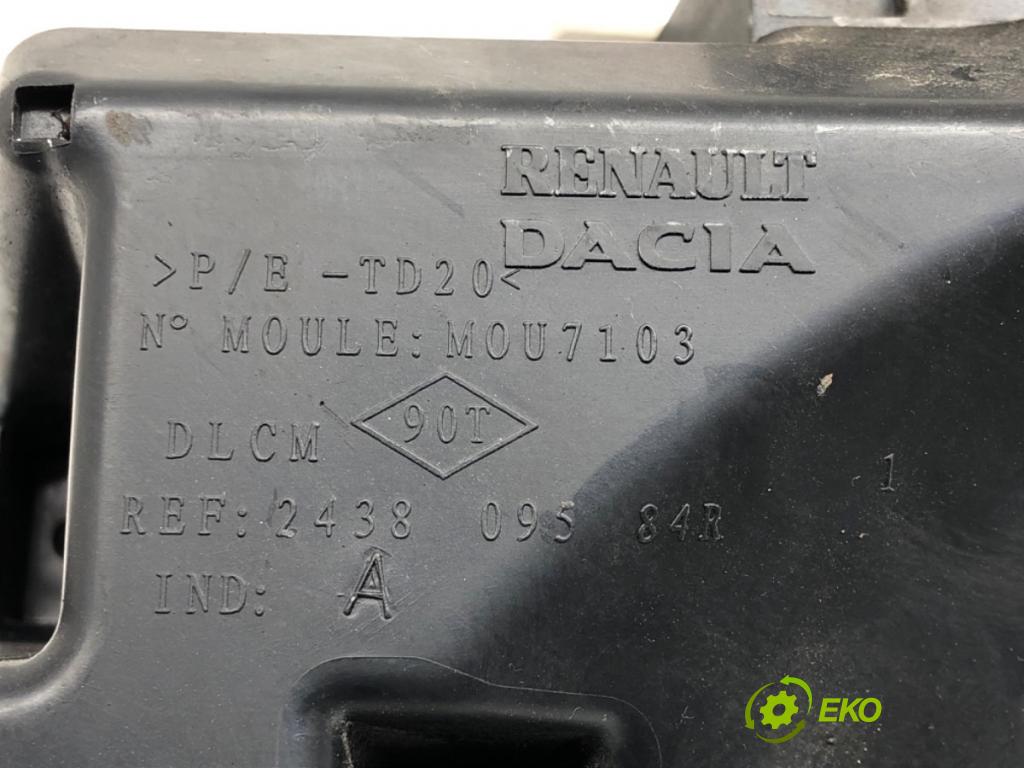 RENAULT
DACIA
>P/E -TD20<
N° MOULE: MOU7103
DLCM 90T
REF: 2438 095 84R 1
IND: A
EKO